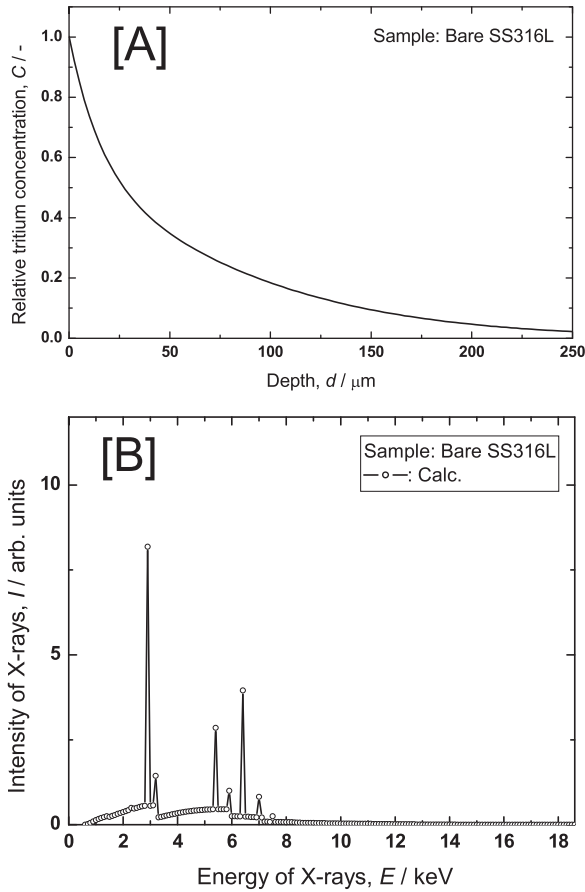 [A]
Sample: Bare SS316L
Relative tritium concentration, C / -
1.0
0.8
0.6
0.4
0.2
0.0
0 50 100 150 200 250
Depth, d / μm
[B]
Sample: Bare SS316L
: Calc.
Intensity of X-rays, I / arb. units
10
5
0
0 2 4 6 8 10 12 14 16 18
Energy of X-rays, E / keV